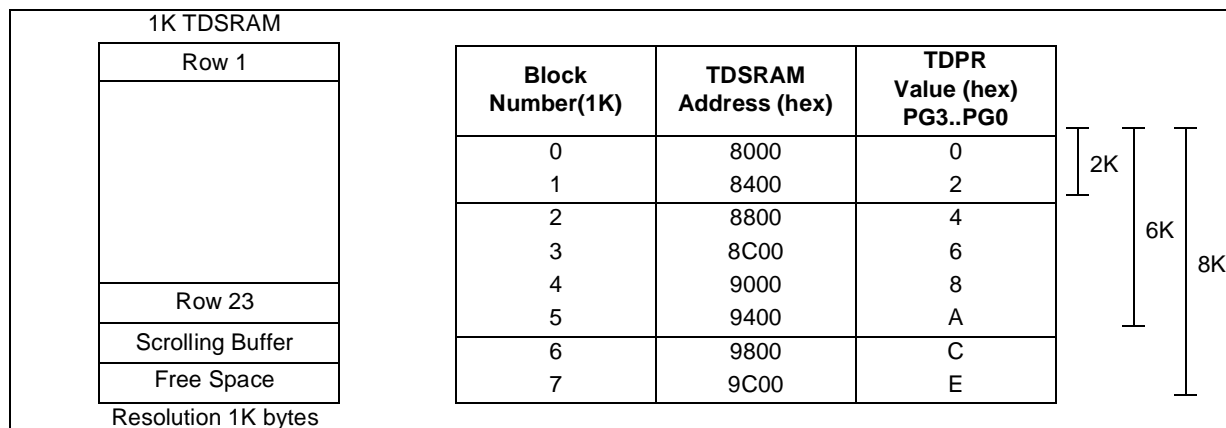 1K TDSRAM
Row 1
Row 23
Scrolling Buffer
Free Space
Resolution 1K bytes
Block Number(1K) TDSRAM Address (hex) TDPR Value (hex) PG3..PG0
0 8000 0
1 8400 2
2 8800 4
3 8C00 6
4 9000 8
5 9400 A
6 9800 C
7 9C00 E
2K
6K
8K